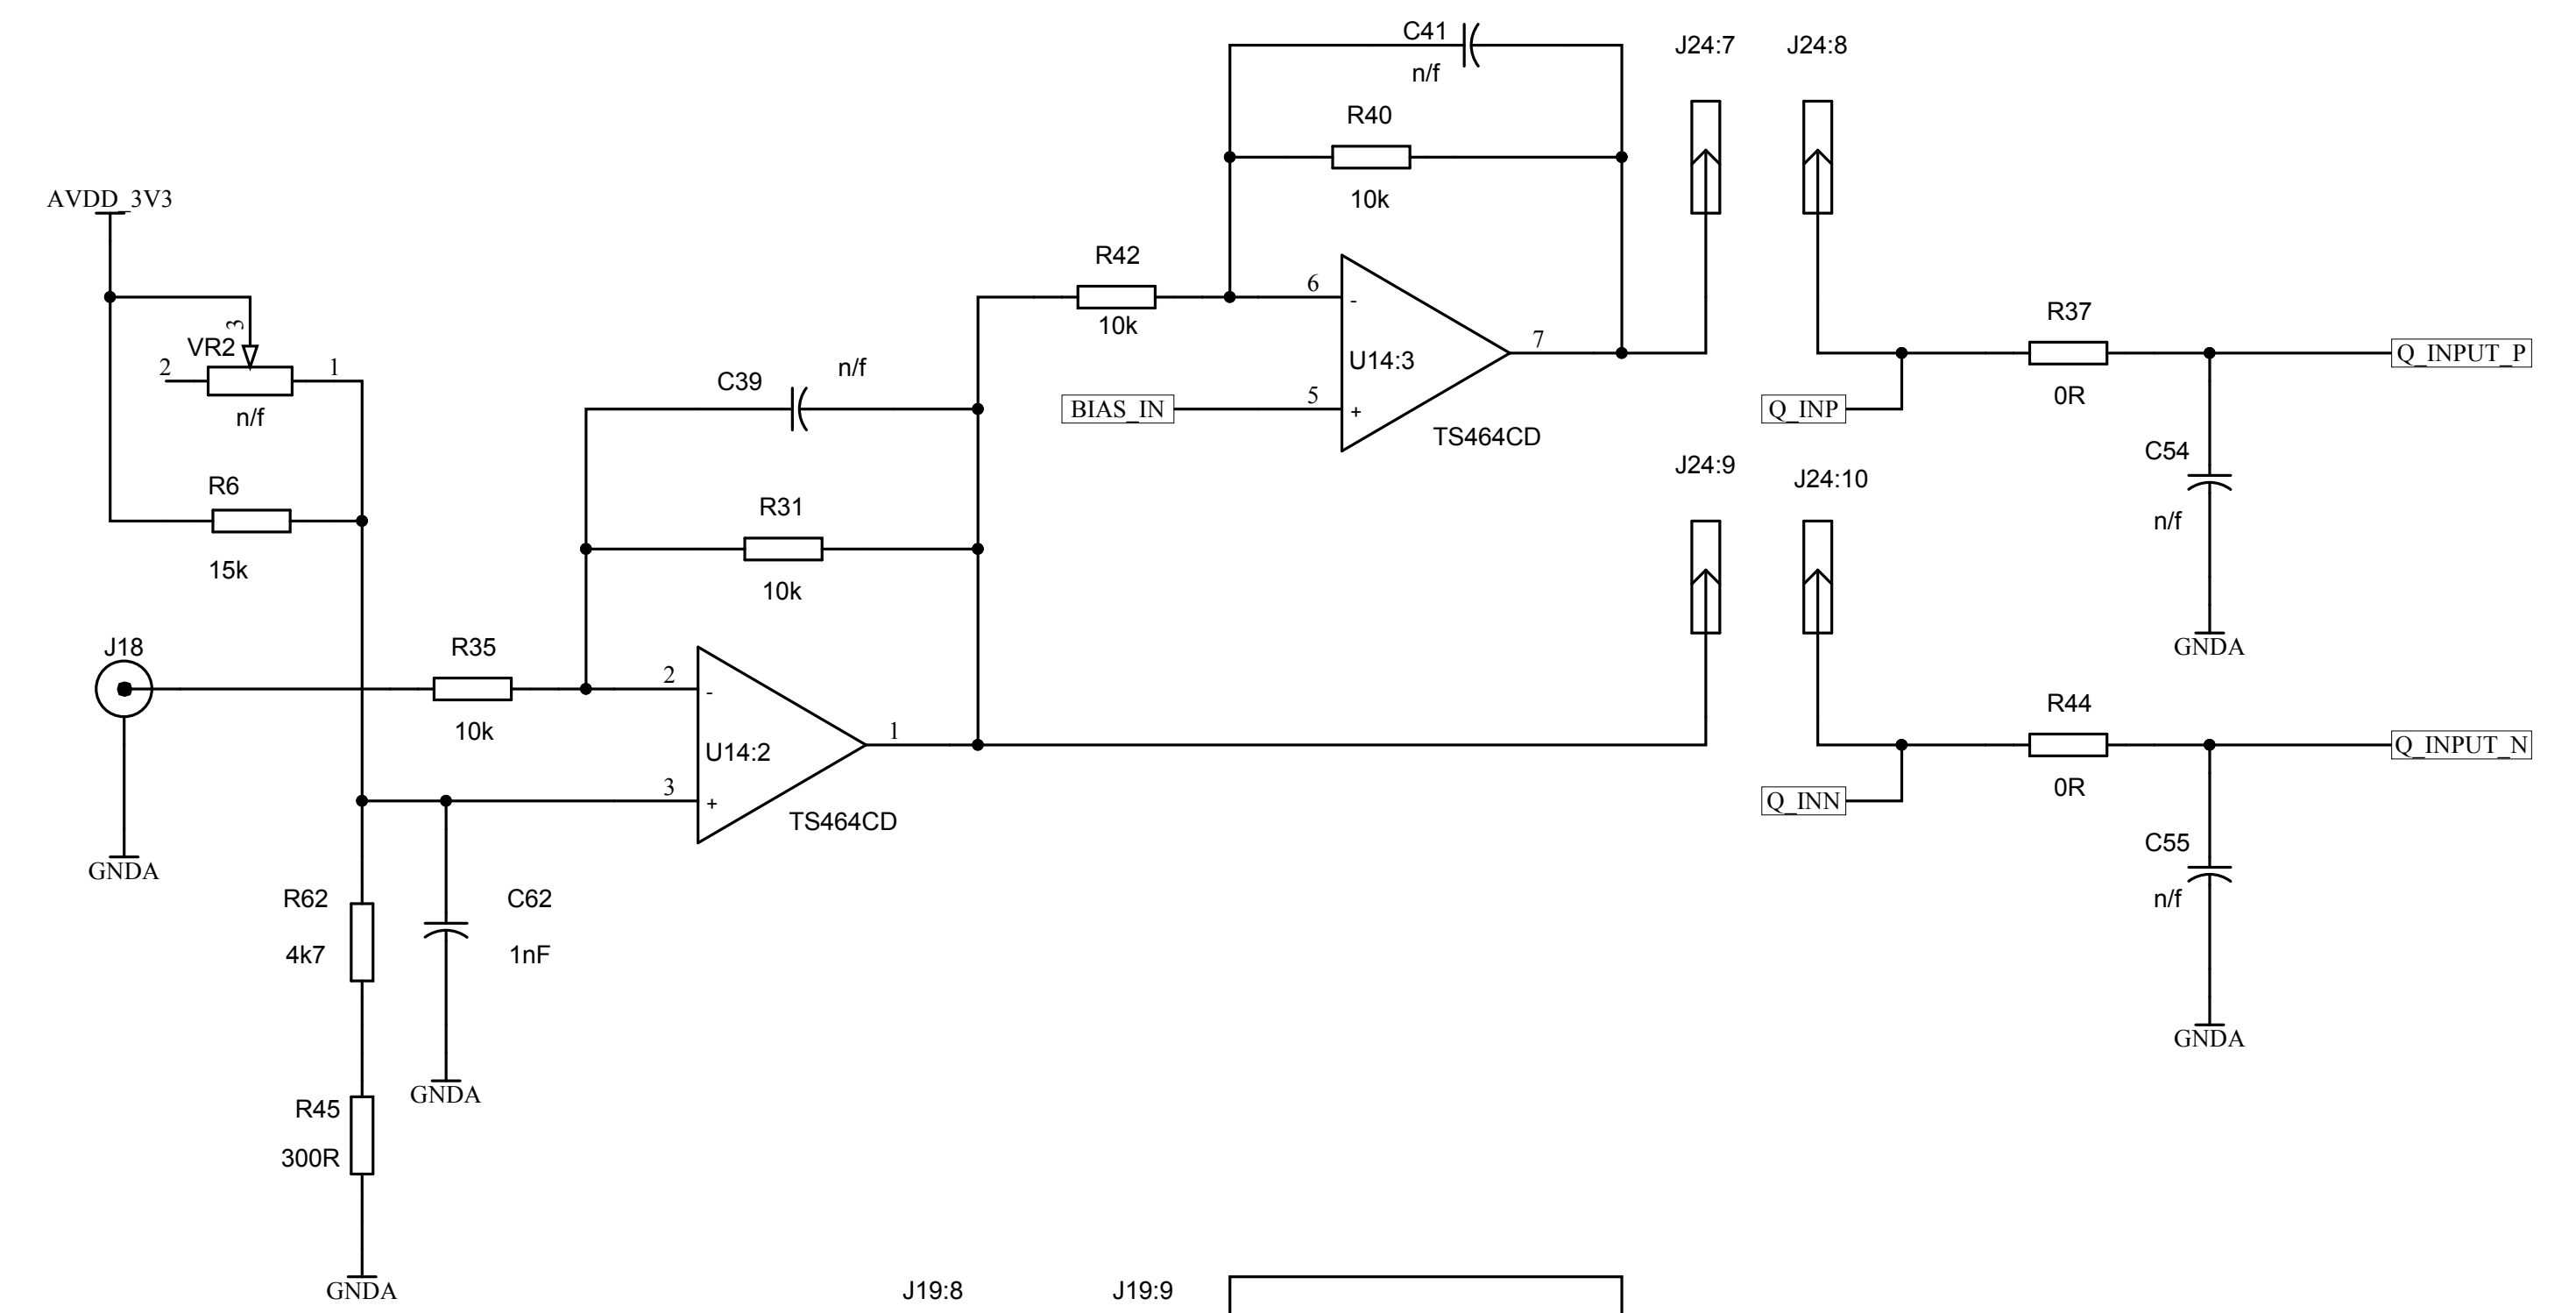 C41
n/f
J24:7
J24:8
R40
10k
AVDD_3V3
R42
10k
6
-
U14:3
7
5
+
BIAS_IN
TS464CD
R37
0R
Q_INPUT_P
Q_INP
C54
n/f
GNDA
3
VR2
2
1
n/f
C39
n/f
R6
15k
R31
10k
J24:9
J24:10
J18
R35
10k
2
-
U14:2
1
3
+
TS464CD
R44
0R
Q_INPUT_N
Q_INN
C55
n/f
GNDA
GNDA
R62
4k7
C62
1nF
GNDA
R45
300R
GNDA
J19:8
J19:9